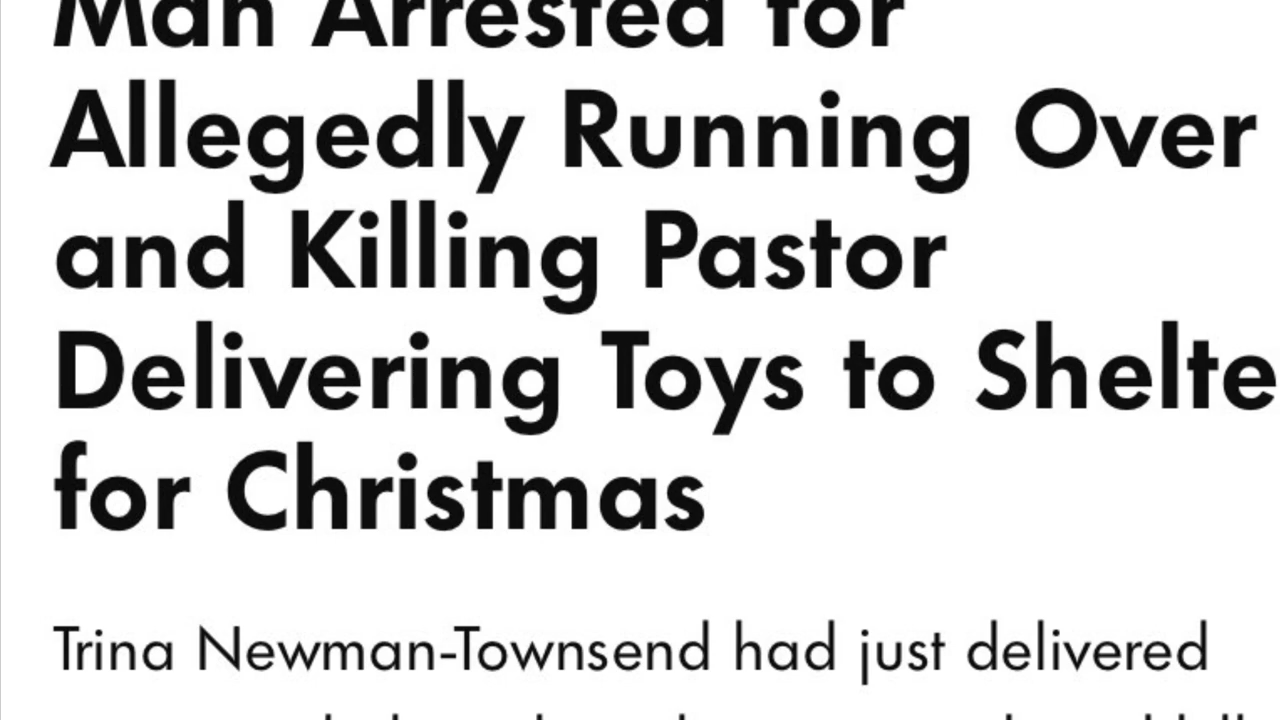 Man Arrested for
Allegedly Running Over
and Killing Pastor
Delivering Toys to Shelte
for Christmas
Trina Newman-Townsend had just delivered